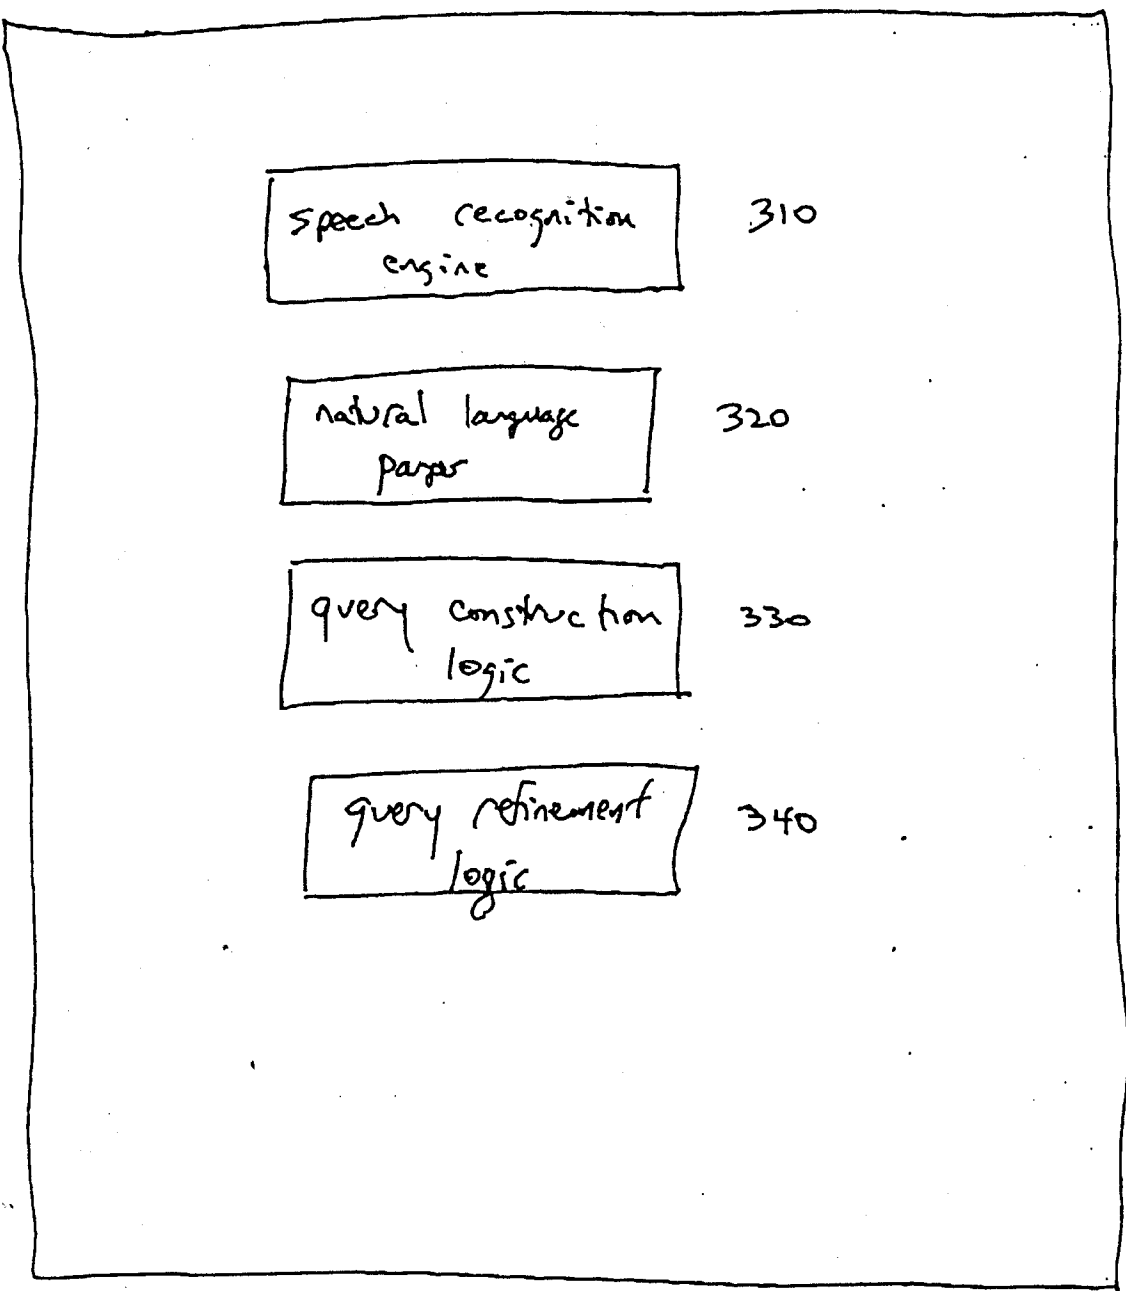 speech recognition 310
engine
natural language 320
parser
query construction 330
logic
query refinement 340
logic